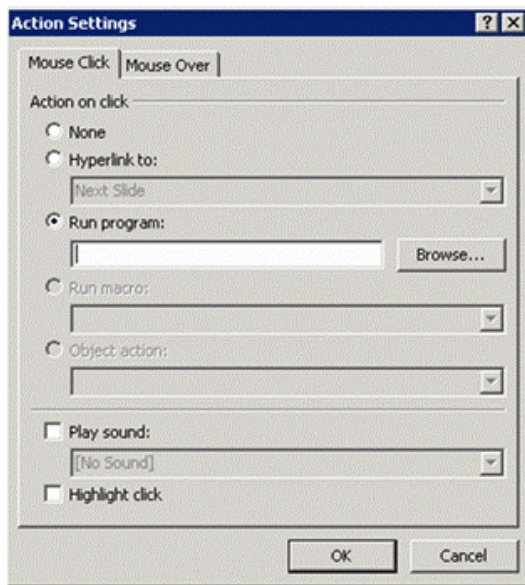 Action Settings
Mouse Click Mouse Over
Action on click
None
Hyperlink to:
Next Slide
Run program:
Browse...
Run macro:
Object action:
Play sound:
[No Sound]
Highlight click
OK Cancel